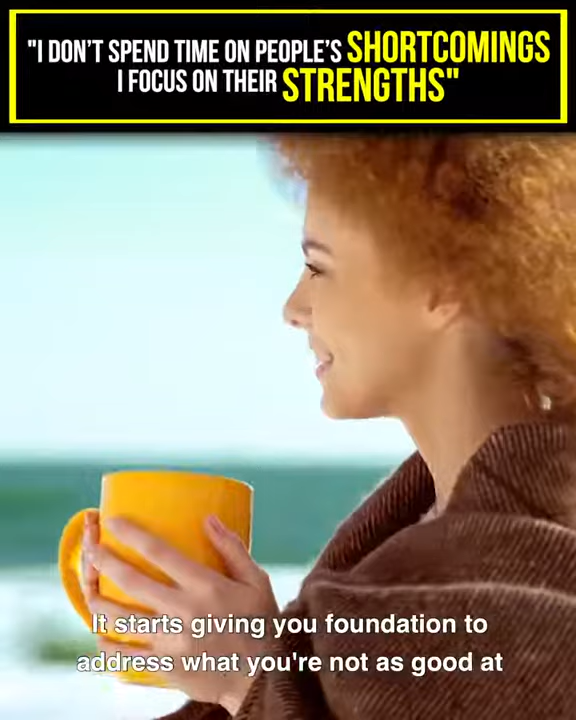 "I DON'T SPEND TIME ON PEOPLE'S SHORTCOMINGS
I FOCUS ON THEIR STRENGTHS"
It starts giving you foundation to
address what you're not as good at